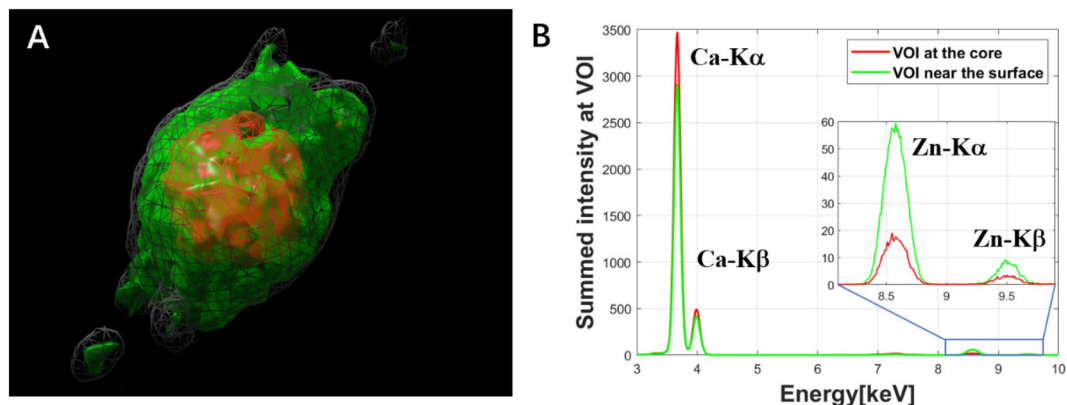 A
B
Summed intensity at VOI
3500
3000
2500
2000
1500
1000
500
0
Ca-Kα
Ca-Kβ
VOI at the core
VOI near the surface
60
50
40
30
20
10
0
Zn-Kα
Zn-Kβ
8.5 9 9.5
3 4 5 6 7 8 9 10
Energy[keV]